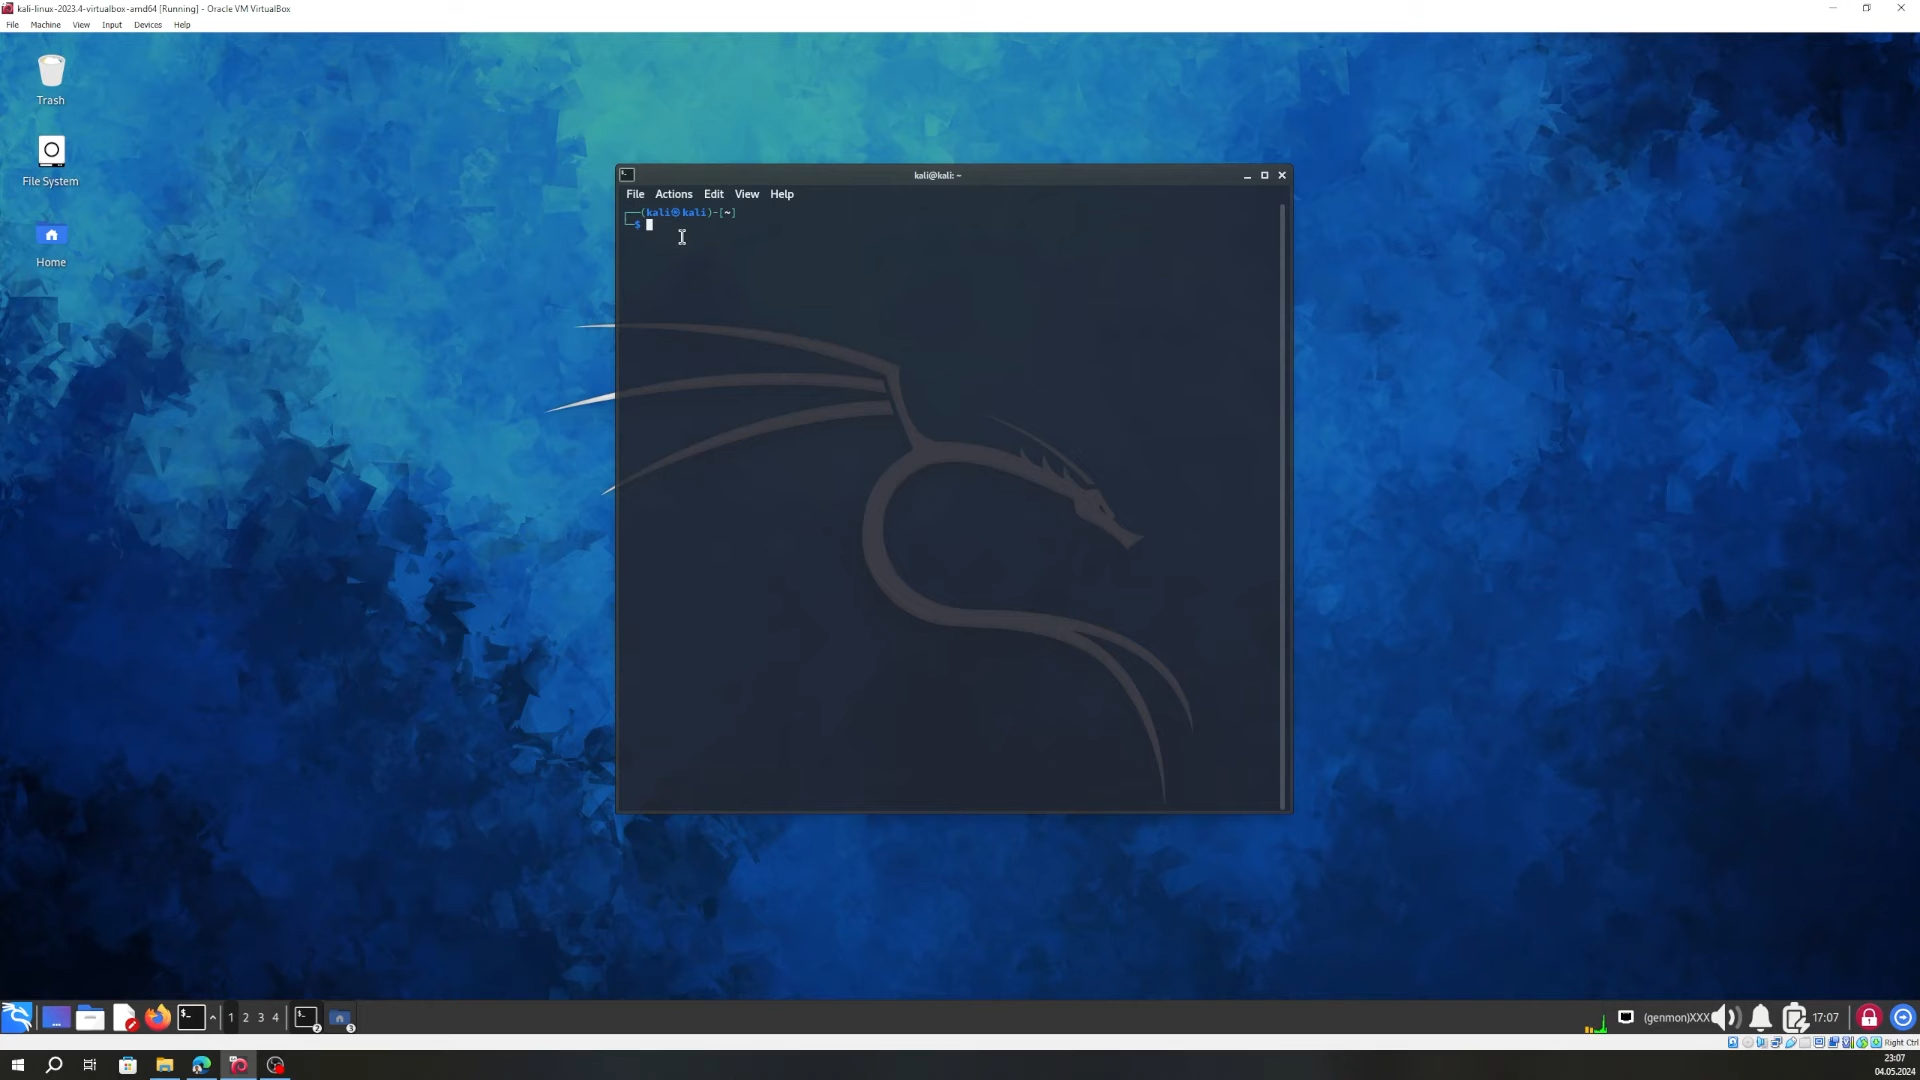 kali-linux-2023.4-virtualbox-amd64 [Running] - Oracle VM VirtualBox
File Machine View Input Devices Help
Trash
File System
Home
kali@kali: ~
File Actions Edit View Help
┌──(kali㉿kali)-[~]
└─$
1 2 3 4
2
3
(genmon)XXX
17:07
Right Ctrl
23:07
04.05.2024